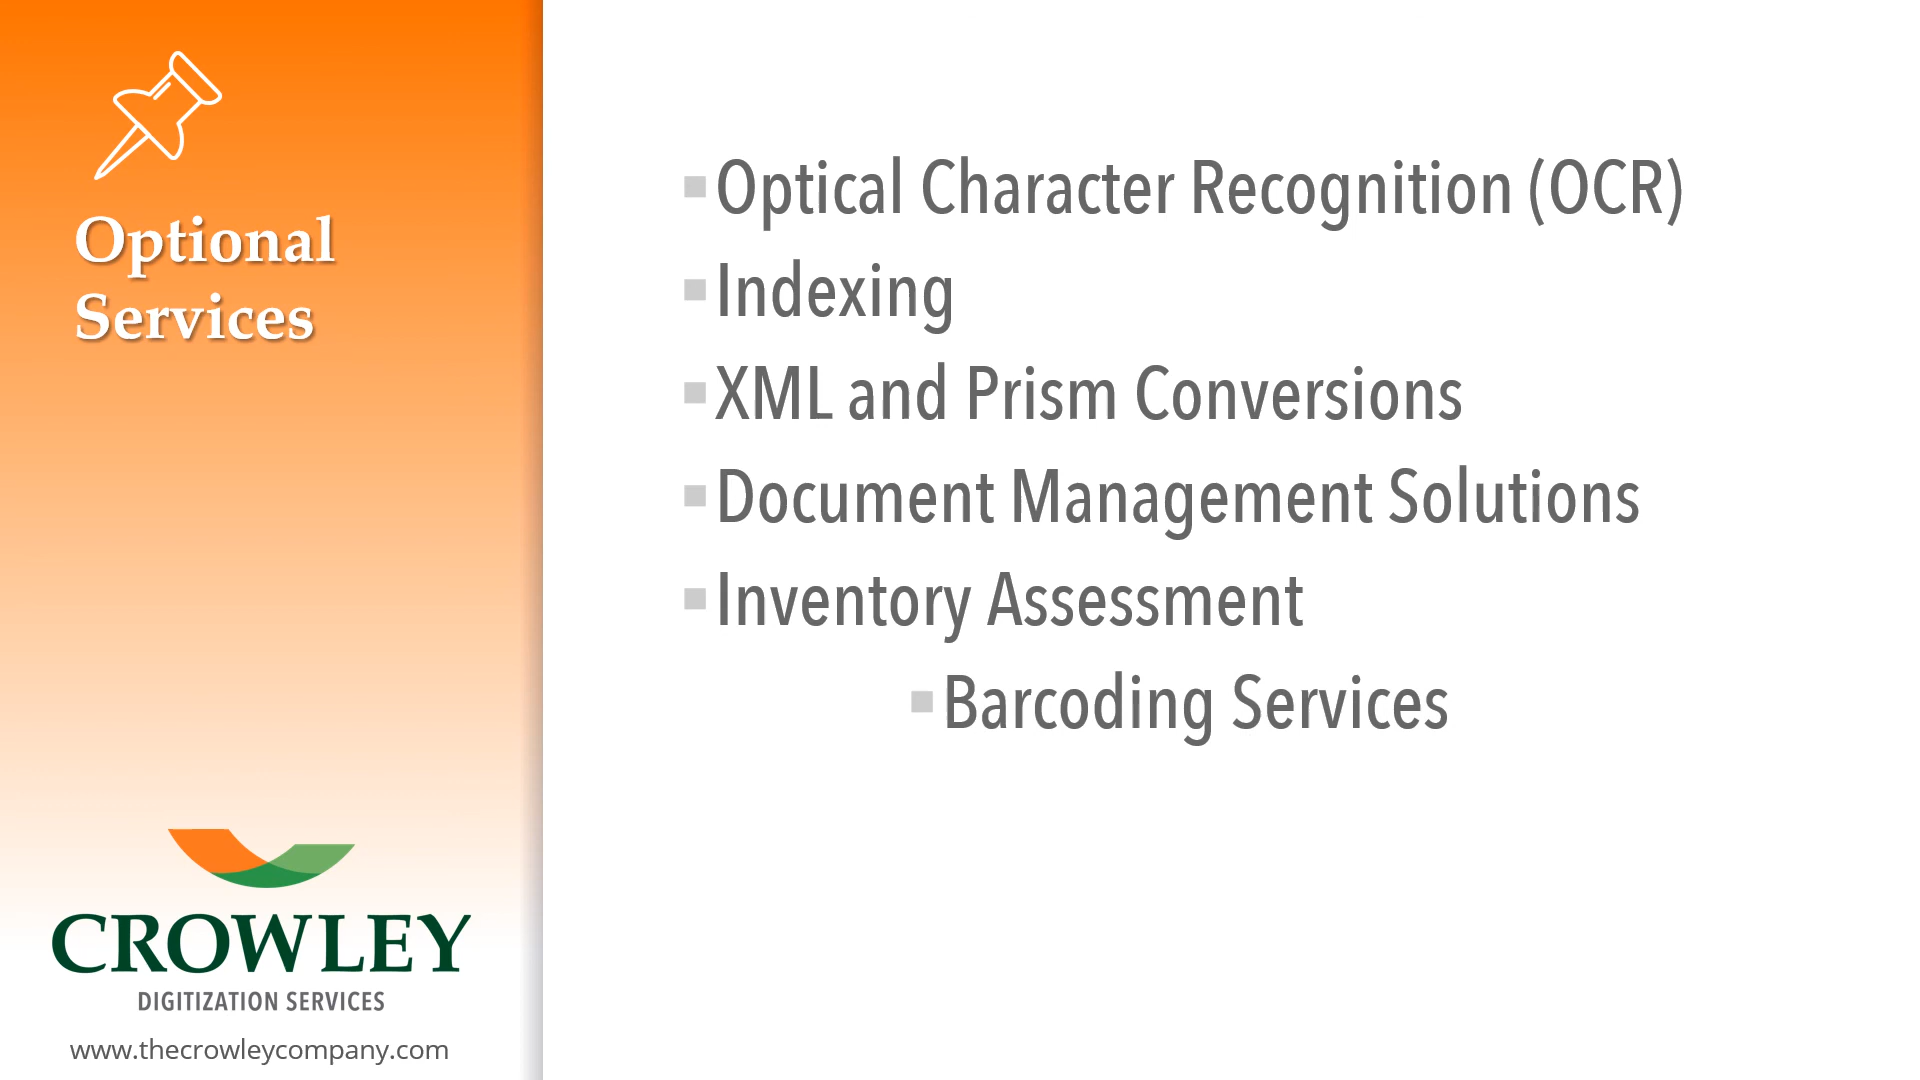 Optional
Services
Optical Character Recognition (OCR)
Indexing
XML and Prism Conversions
Document Management Solutions
Inventory Assessment
Barcoding Services
CROWLEY
DIGITIZATION SERVICES
www.thecrowleycompany.com